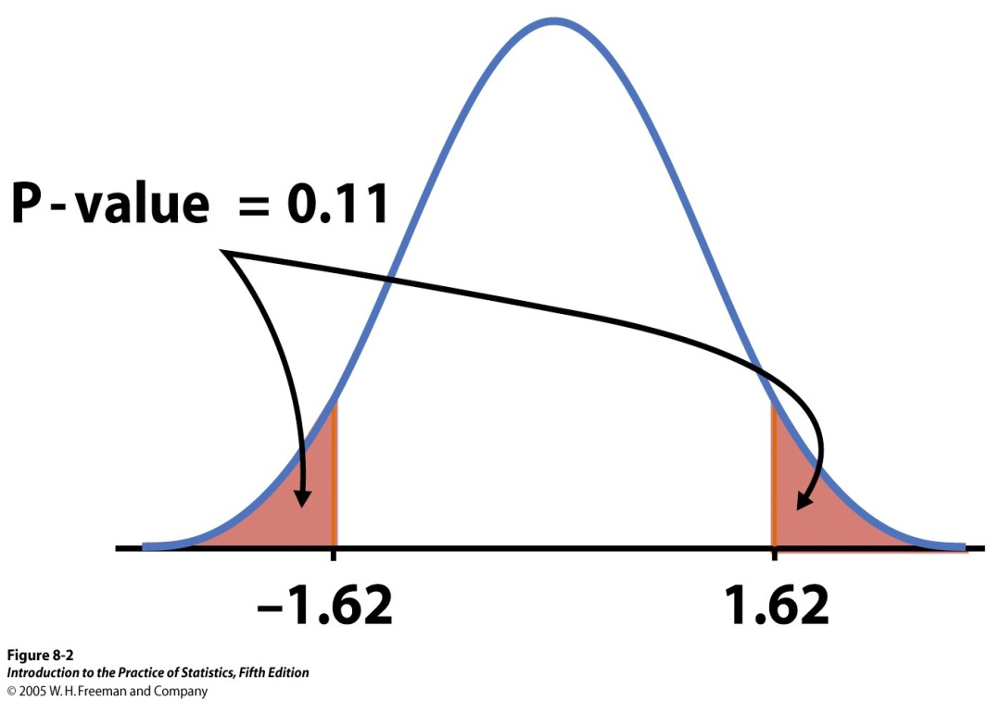 P-value = 0.11
–1.62 1.62
Figure 8-2
Introduction to the Practice of Statistics, Fifth Edition
© 2005 W. H. Freeman and Company